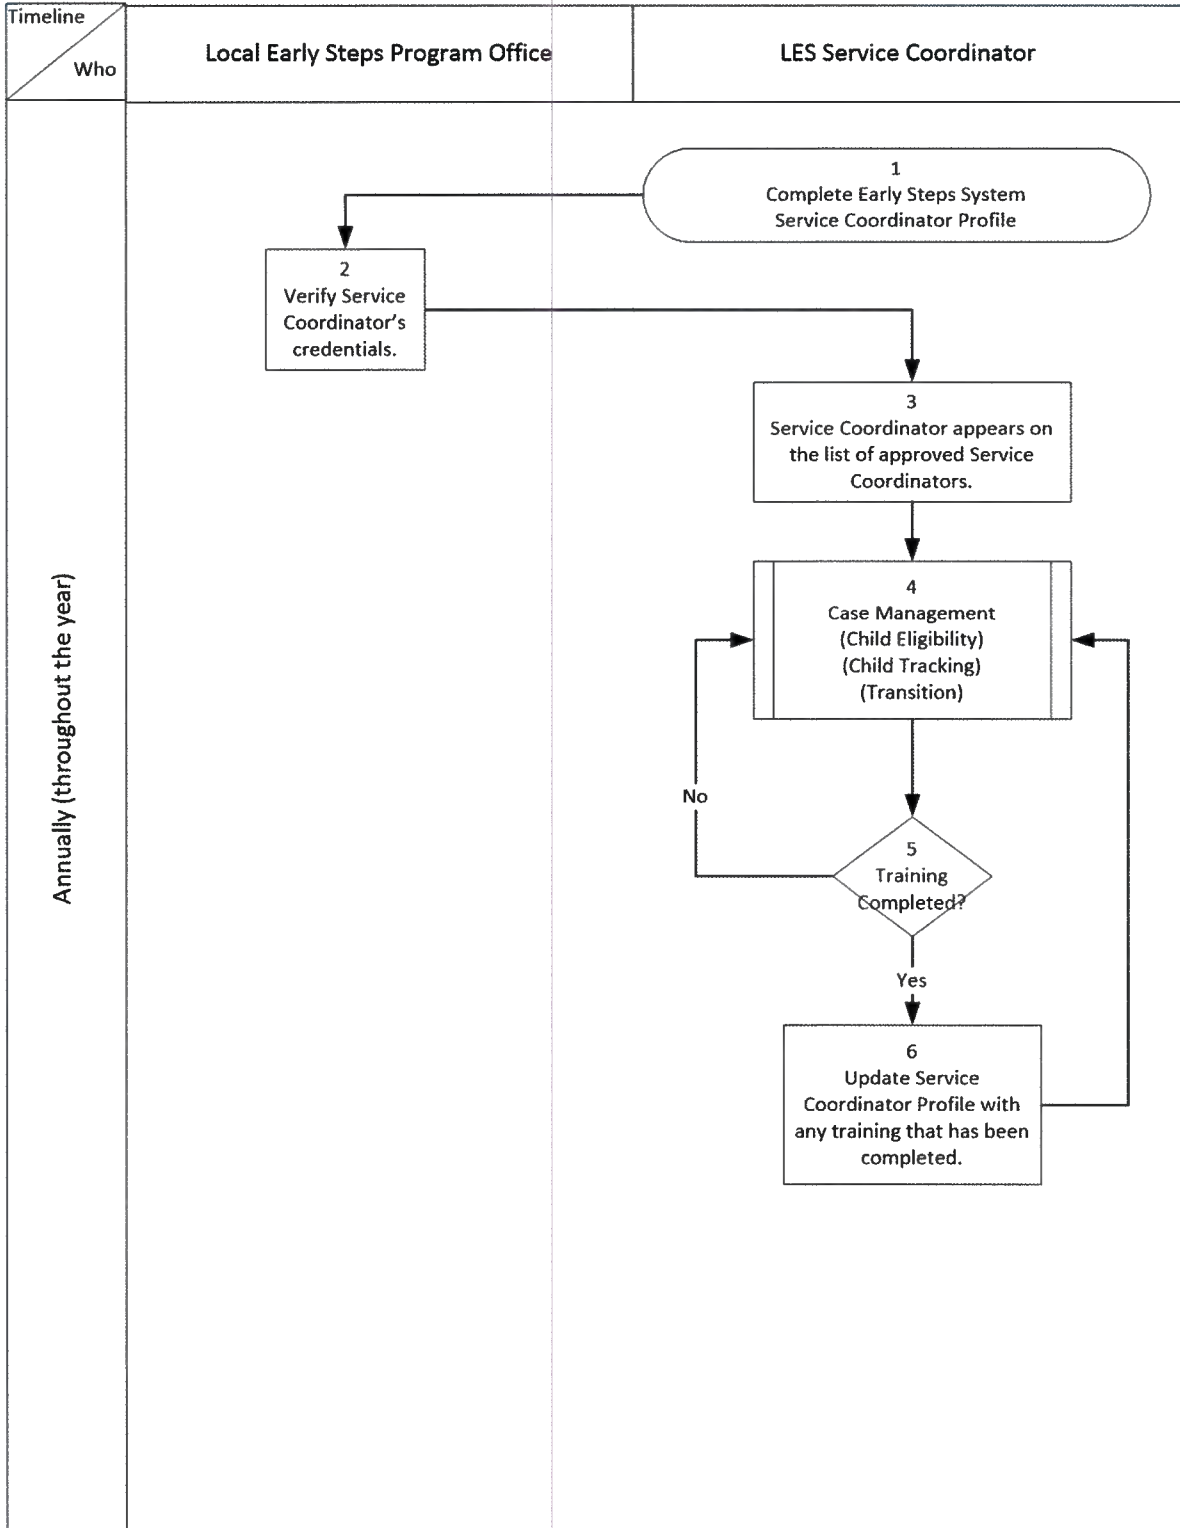 Timeline
Who
Local Early Steps Program Office
LES Service Coordinator
Annually (throughout the year)
1
Complete Early Steps System
Service Coordinator Profile
2
Verify Service
Coordinator's
credentials.
3
Service Coordinator appears on
the list of approved Service
Coordinators.
4
Case Management
(Child Eligibility)
(Child Tracking)
(Transition)
No
5
Training
Completed?
Yes
6
Update Service
Coordinator Profile with
any training that has been
completed.